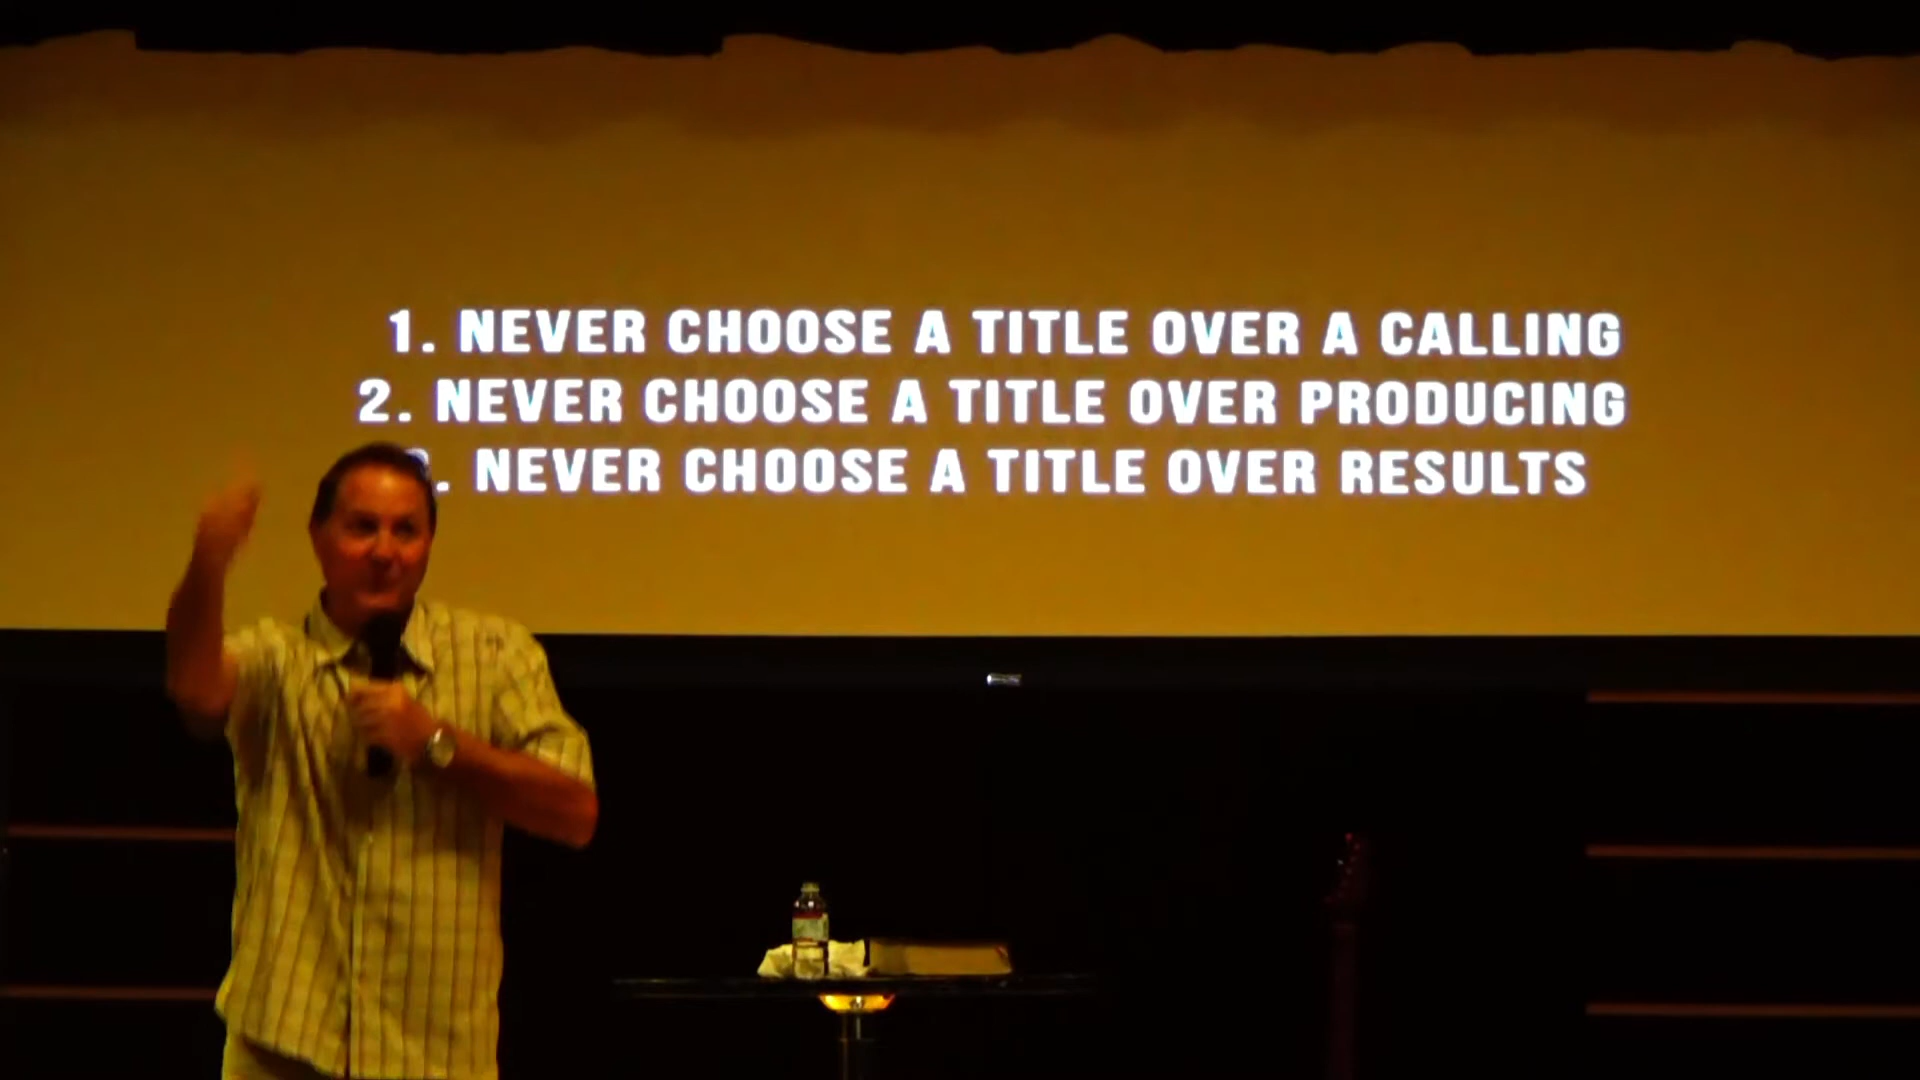 1. NEVER CHOOSE A TITLE OVER A CALLING
2. NEVER CHOOSE A TITLE OVER PRODUCING
. NEVER CHOOSE A TITLE OVER RESULTS